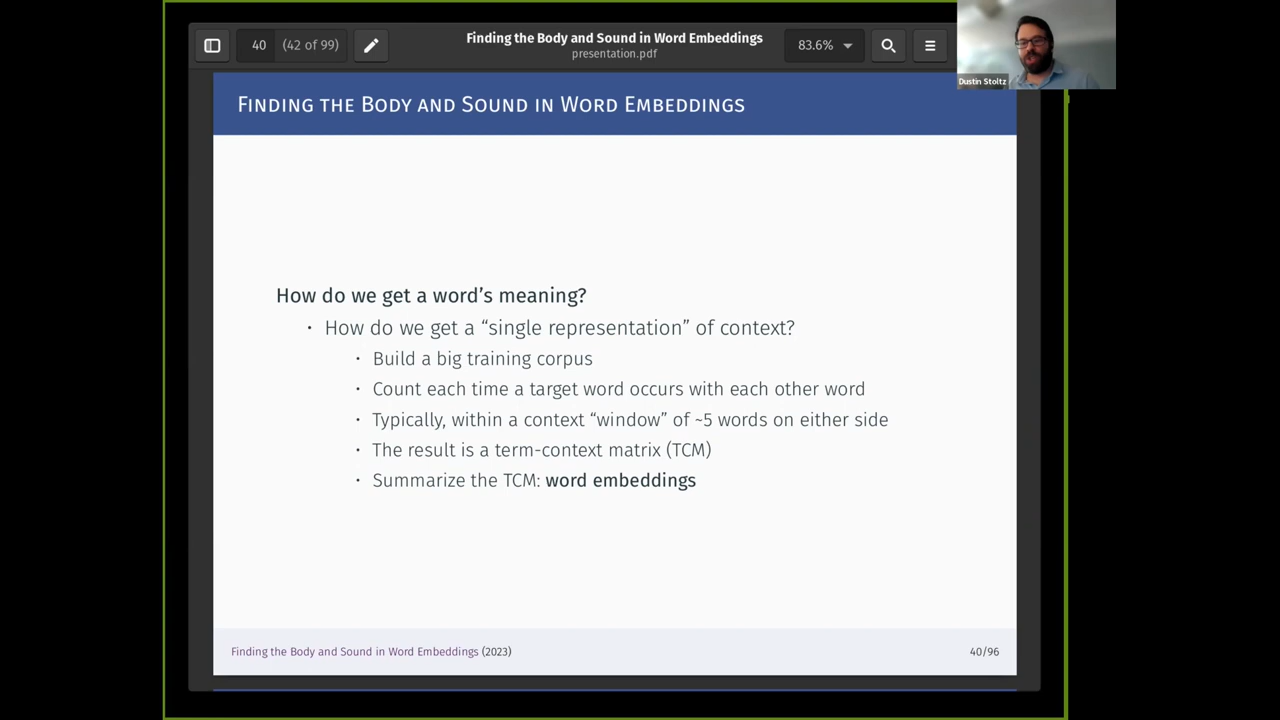 40 (42 of 99)
Finding the Body and Sound in Word Embeddings
presentation.pdf
83.6%
Dustin Stoltz
Finding the Body and Sound in Word Embeddings
How do we get a word's meaning?
• How do we get a “single representation” of context?
• Build a big training corpus
• Count each time a target word occurs with each other word
• Typically, within a context “window” of ~5 words on either side
• The result is a term-context matrix (TCM)
• Summarize the TCM: word embeddings
Finding the Body and Sound in Word Embeddings (2023)
40/96